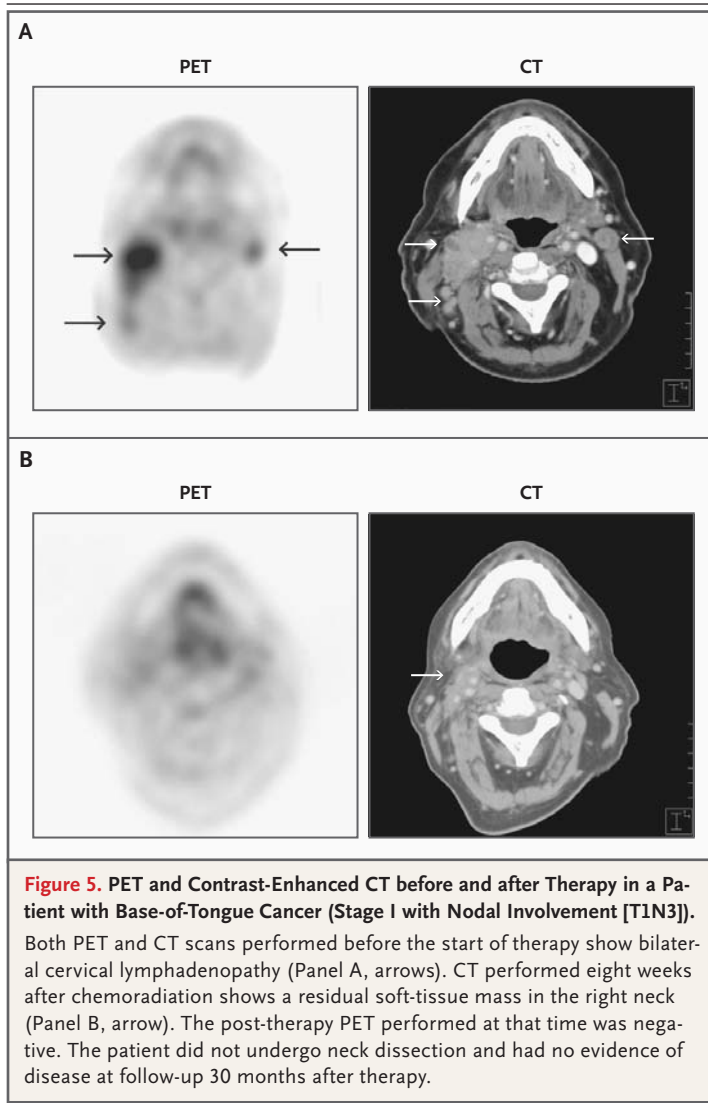 A
PET
CT
B
PET
CT
Figure 5. PET and Contrast-Enhanced CT before and after Therapy in a Pa-
tient with Base-of-Tongue Cancer (Stage I with Nodal Involvement [T1N3]).
Both PET and CT scans performed before the start of therapy show bilater-
al cervical lymphadenopathy (Panel A, arrows). CT performed eight weeks
after chemoradiation shows a residual soft-tissue mass in the right neck
(Panel B, arrow). The post-therapy PET performed at that time was nega-
tive. The patient did not undergo neck dissection and had no evidence of
disease at follow-up 30 months after therapy.